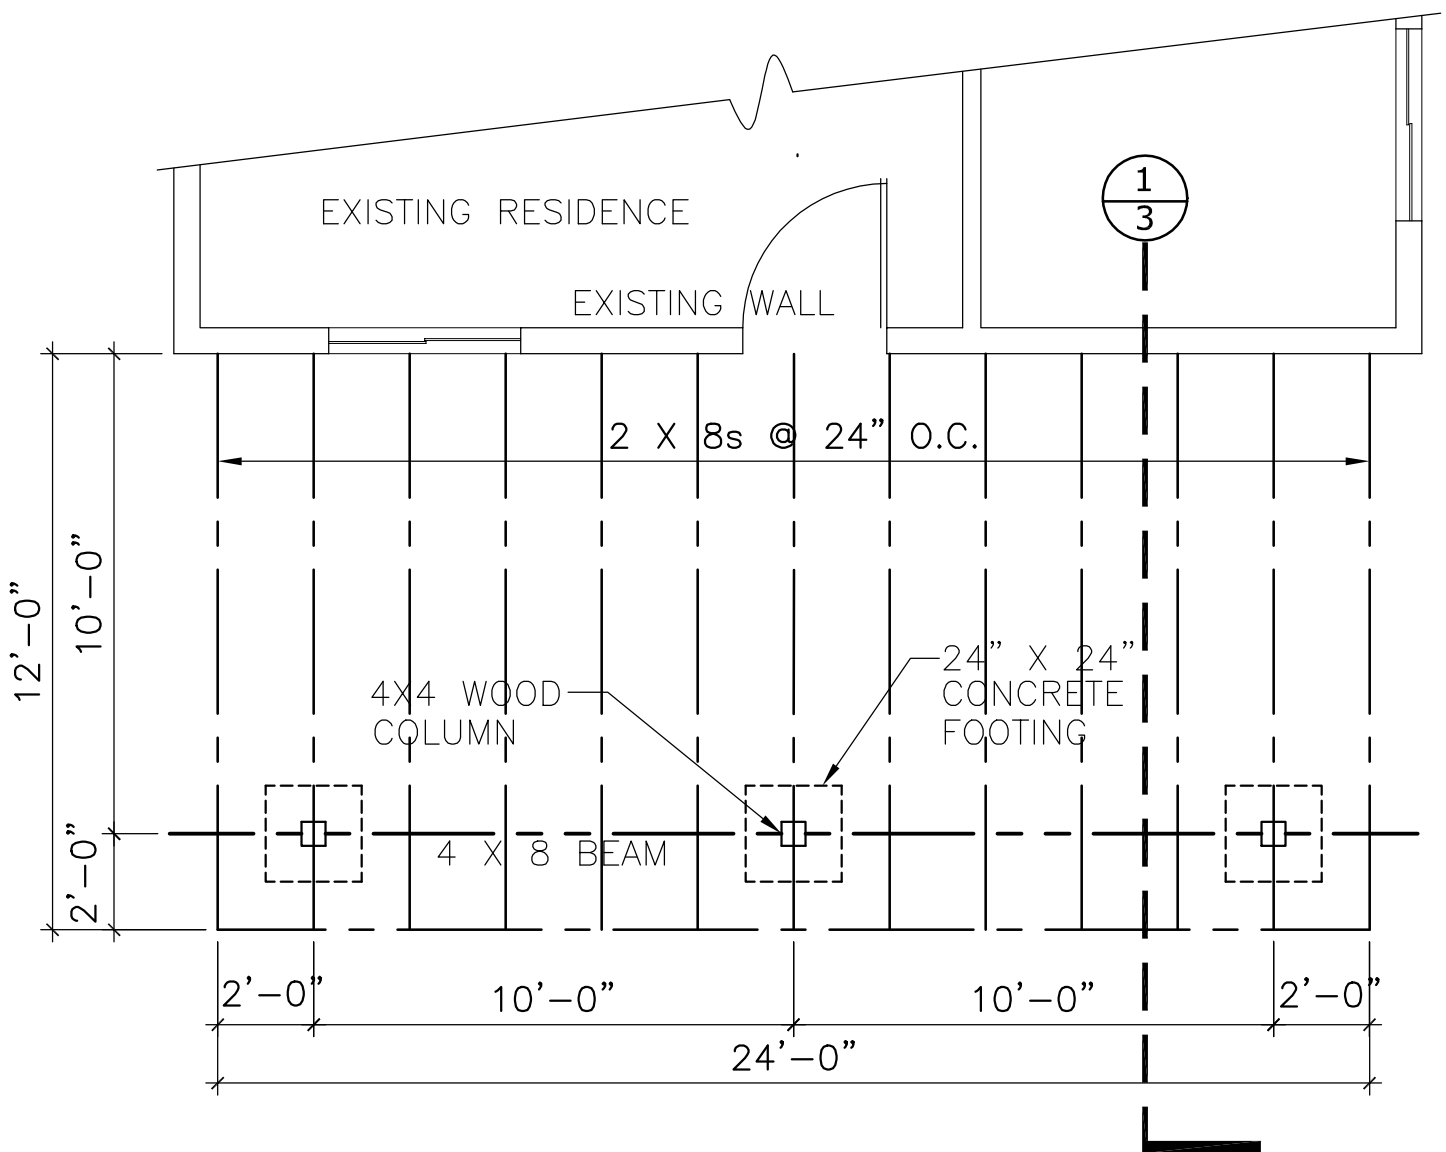 1
3
EXISTING RESIDENCE
EXISTING WALL
2 X 8s @ 24” O.C.
12’-0”
10’-0”
2’-0”
4X4 WOOD
COLUMN
24” X 24”
CONCRETE
FOOTING
4 X 8 BEAM
2’-0”
10’-0”
10’-0”
2’-0”
24’-0”